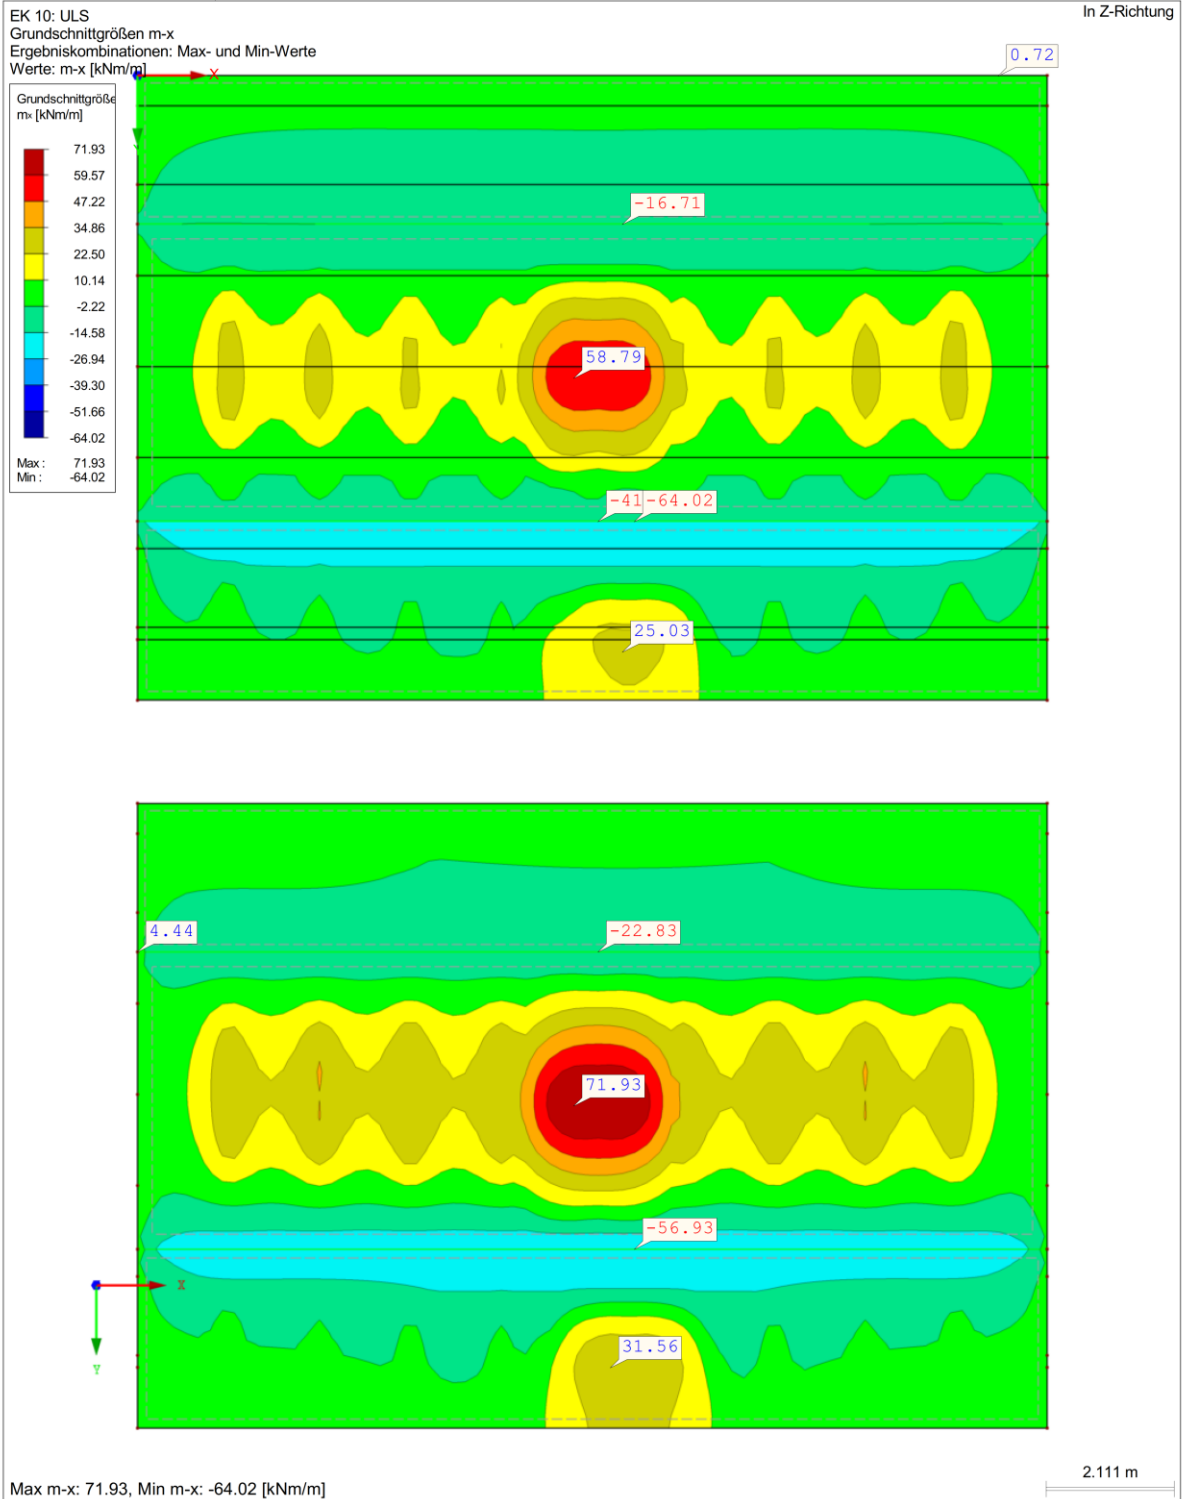 EK 10: ULS
In Z-Richtung
Grundschnittgrößen m-x
Ergebniskombinationen: Max- und Min-Werte
Werte: m-x [kNm/m]
X
0.72
Grundschnittgröße
mx [kNm/m]
71.93
59.57
47.22
34.86
22.50
10.14
-2.22
-14.58
-26.94
-39.30
-51.66
-64.02
Max : 71.93
Min : -64.02
-16.71
58.79
-41
-64.02
25.03
4.44
-22.83
71.93
-56.93
X
Y
31.56
2.111 m
Max m-x: 71.93, Min m-x: -64.02 [kNm/m]